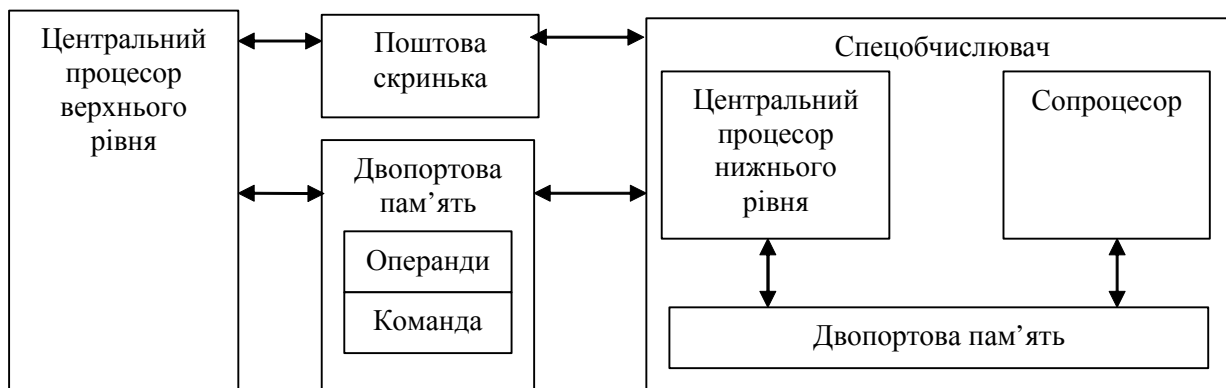 Центральний
процесор
верхнього
рівня
Поштова
скринька
Двопортова
пам’ять
Операнди
Команда
Спецобчислювач
Центральний
процесор
нижнього
рівня
Сопроцесор
Двопортова пам’ять